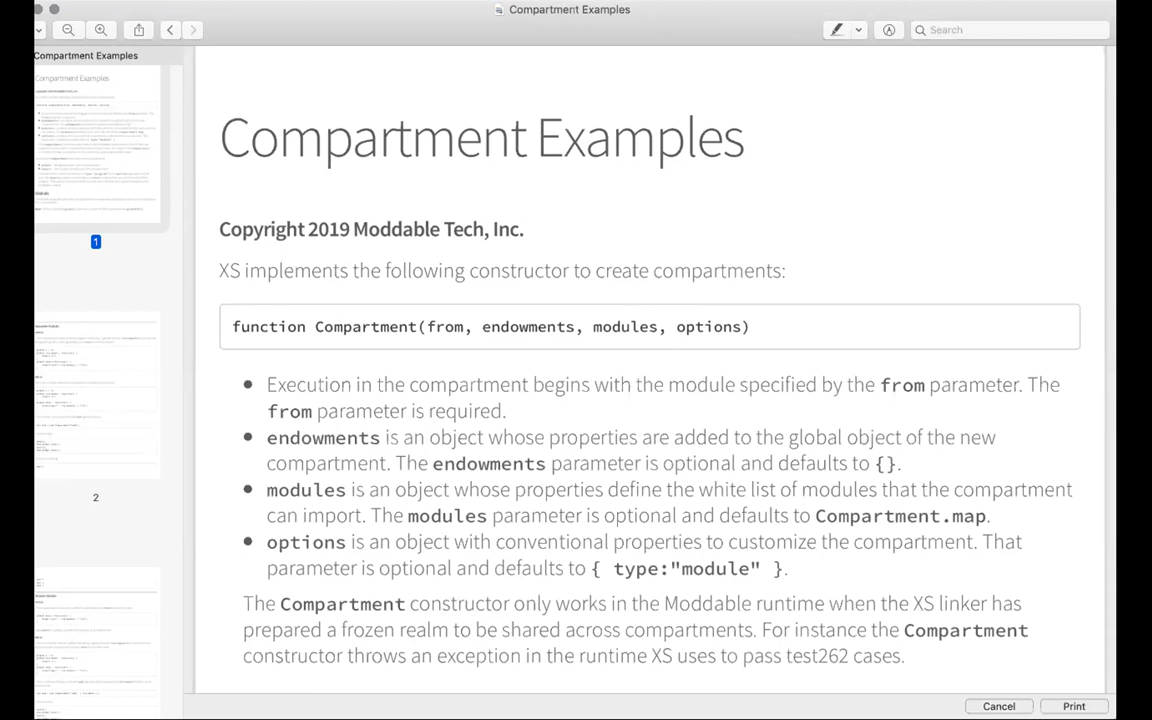 Compartment Examples
Search
Compartment Examples
Compartment Examples
1
2
Compartment Examples
Copyright 2019 Moddable Tech, Inc.
XS implements the following constructor to create compartments:
function Compartment(from, endowments, modules, options)
• Execution in the compartment begins with the module specified by the from parameter. The
from parameter is required.
• endowments is an object whose properties are added to the global object of the new
compartment. The endowments parameter is optional and defaults to {}.
• modules is an object whose properties define the white list of modules that the compartment
can import. The modules parameter is optional and defaults to Compartment.map.
• options is an object with conventional properties to customize the compartment. That
parameter is optional and defaults to { type:"module" }.
The Compartment constructor only works in the Moddable runtime when the XS linker has
prepared a frozen realm to be shared across compartments. For instance the Compartment
constructor throws an exception in the runtime XS uses to pass test262 cases.
Cancel
Print